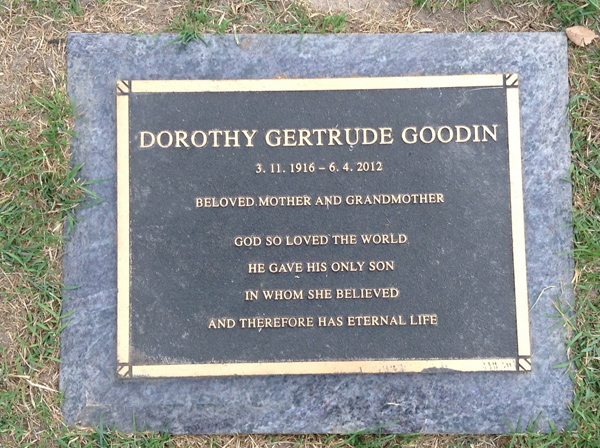 DOROTHY GERTRUDE GOODIN
3. 11. 1916 – 6. 4. 2012
BELOVED MOTHER AND GRANDMOTHER
GOD SO LOVED THE WORLD
HE GAVE HIS ONLY SON
IN WHOM SHE BELIEVED
AND THEREFORE HAS ETERNAL LIFE